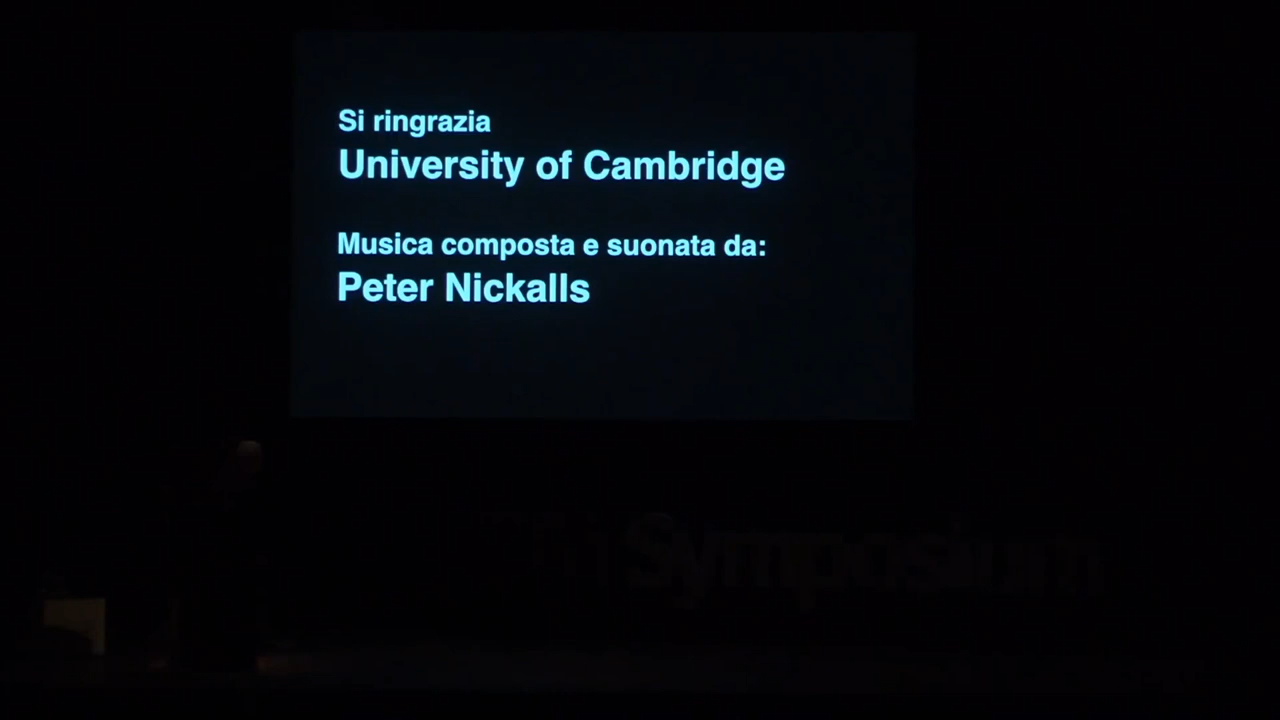 Si ringrazia
University of Cambridge
Musica composta e suonata da:
Peter Nickalls
Symposium